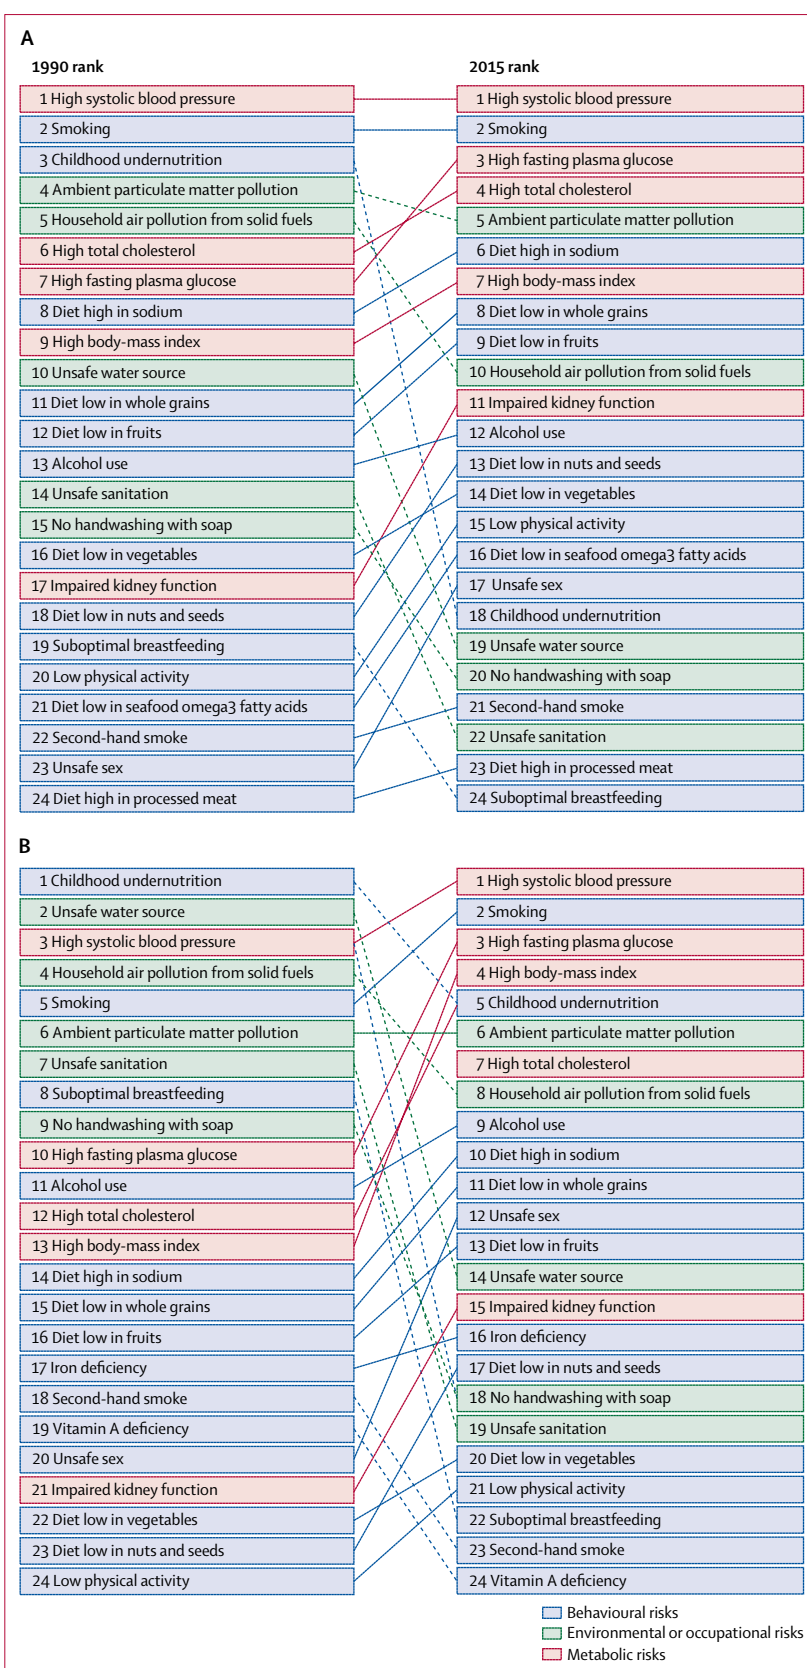 A
1990 rank
2015 rank
1 High systolic blood pressure
2 Smoking
3 Childhood undernutrition
4 Ambient particulate matter pollution
5 Household air pollution from solid fuels
6 High total cholesterol
7 High fasting plasma glucose
8 Diet high in sodium
9 High body-mass index
10 Unsafe water source
11 Diet low in whole grains
12 Diet low in fruits
13 Alcohol use
14 Unsafe sanitation
15 No handwashing with soap
16 Diet low in vegetables
17 Impaired kidney function
18 Diet low in nuts and seeds
19 Suboptimal breastfeeding
20 Low physical activity
21 Diet low in seafood omega3 fatty acids
22 Second-hand smoke
23 Unsafe sex
24 Diet high in processed meat
1 High systolic blood pressure
2 Smoking
3 High fasting plasma glucose
4 High total cholesterol
5 Ambient particulate matter pollution
6 Diet high in sodium
7 High body-mass index
8 Diet low in whole grains
9 Diet low in fruits
10 Household air pollution from solid fuels
11 Impaired kidney function
12 Alcohol use
13 Diet low in nuts and seeds
14 Diet low in vegetables
15 Low physical activity
16 Diet low in seafood omega3 fatty acids
17 Unsafe sex
18 Childhood undernutrition
19 Unsafe water source
20 No handwashing with soap
21 Second-hand smoke
22 Unsafe sanitation
23 Diet high in processed meat
24 Suboptimal breastfeeding
B
1 Childhood undernutrition
2 Unsafe water source
3 High systolic blood pressure
4 Household air pollution from solid fuels
5 Smoking
6 Ambient particulate matter pollution
7 Unsafe sanitation
8 Suboptimal breastfeeding
9 No handwashing with soap
10 High fasting plasma glucose
11 Alcohol use
12 High total cholesterol
13 High body-mass index
14 Diet high in sodium
15 Diet low in whole grains
16 Diet low in fruits
17 Iron deficiency
18 Second-hand smoke
19 Vitamin A deficiency
20 Unsafe sex
21 Impaired kidney function
22 Diet low in vegetables
23 Diet low in nuts and seeds
24 Low physical activity
1 High systolic blood pressure
2 Smoking
3 High fasting plasma glucose
4 High body-mass index
5 Childhood undernutrition
6 Ambient particulate matter pollution
7 High total cholesterol
8 Household air pollution from solid fuels
9 Alcohol use
10 Diet high in sodium
11 Diet low in whole grains
12 Unsafe sex
13 Diet low in fruits
14 Unsafe water source
15 Impaired kidney function
16 Iron deficiency
17 Diet low in nuts and seeds
18 No handwashing with soap
19 Unsafe sanitation
20 Diet low in vegetables
21 Low physical activity
22 Suboptimal breastfeeding
23 Second-hand smoke
24 Vitamin A deficiency
Behavioural risks
Environmental or occupational risks
Metabolic risks